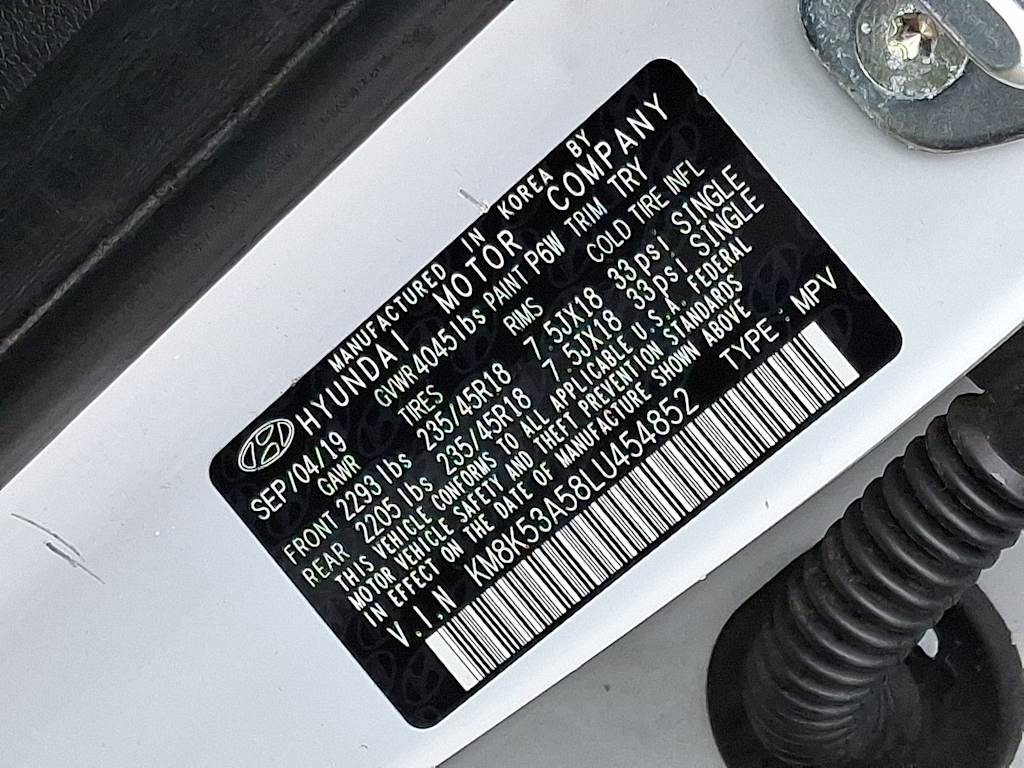 MANUFACTURED IN KOREA BY
HYUNDAI MOTOR COMPANY
SEP/04/19 GVWR 4045lbs PAINT P6W TRIM TRY
GAWR TIRES RIMS COLD TIRE INFL
FRONT 2293 lbs 235/45R18 7.5JX18 33psi SINGLE
REAR 2205 lbs 235/45R18 7.5JX18 33psi SINGLE
THIS VEHICLE CONFORMS TO ALL APPLICABLE U.S.A. FEDERAL
MOTOR VEHICLE SAFETY AND THEFT PREVENTION STANDARDS
IN EFFECT ON THE DATE OF MANUFACTURE SHOWN ABOVE
V.I.N KM8K53A58LU454852 TYPE : MPV